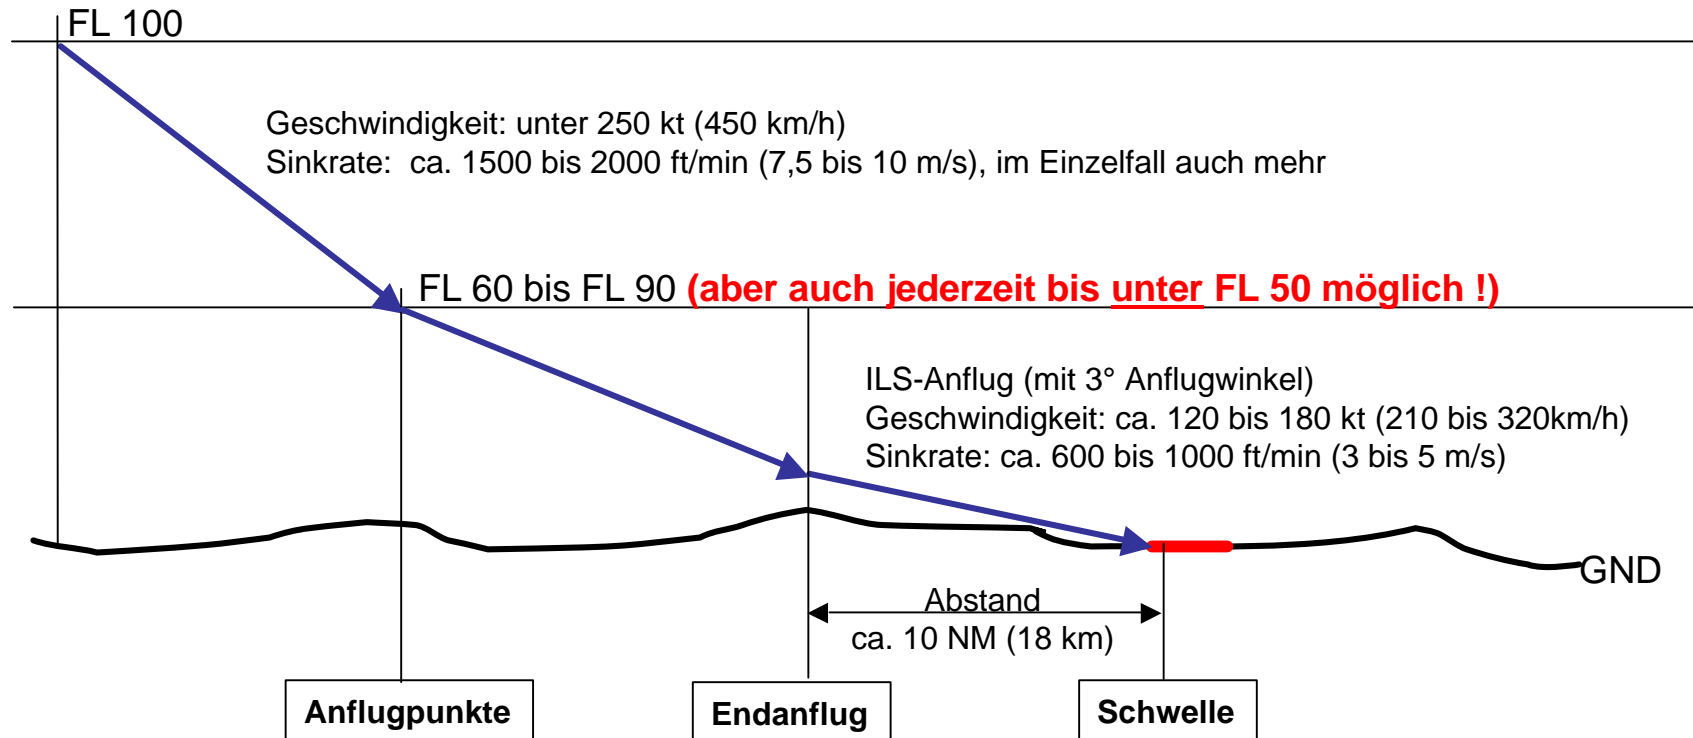 FL 100
Geschwindigkeit: unter 250 kt (450 km/h)
Sinkrate:  ca. 1500 bis 2000 ft/min (7,5 bis 10 m/s), im Einzelfall auch mehr
FL 60 bis FL 90 (aber auch jederzeit bis unter FL 50 möglich !)
ILS-Anflug (mit 3° Anflugwinkel)
Geschwindigkeit: ca. 120 bis 180 kt (210 bis 320km/h)
Sinkrate: ca. 600 bis 1000 ft/min (3 bis 5 m/s)
GND
Abstand
ca. 10 NM (18 km)
Anflugpunkte
Endanflug
Schwelle